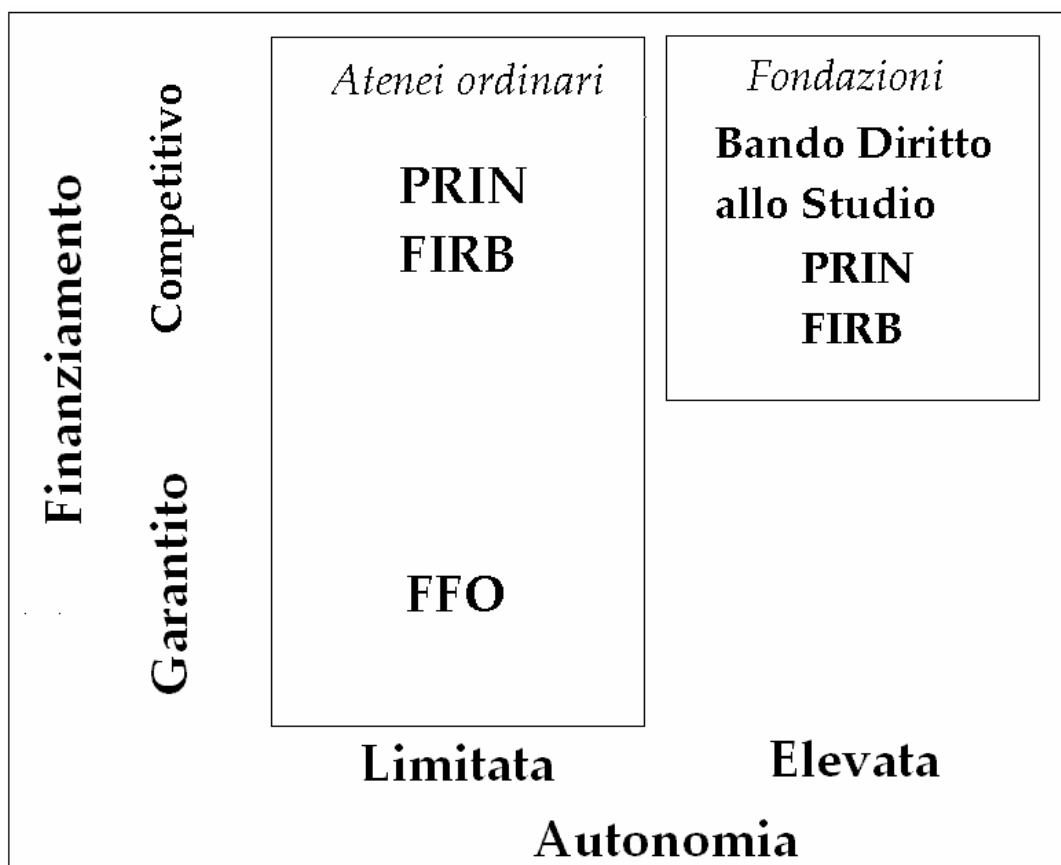 Finanziamento
Competitivo
Garantito
Atenei ordinari
PRIN
FIRB
FFO
Fondazioni
Bando Diritto
allo Studio
PRIN
FIRB
Limitata
Elevata
Autonomia